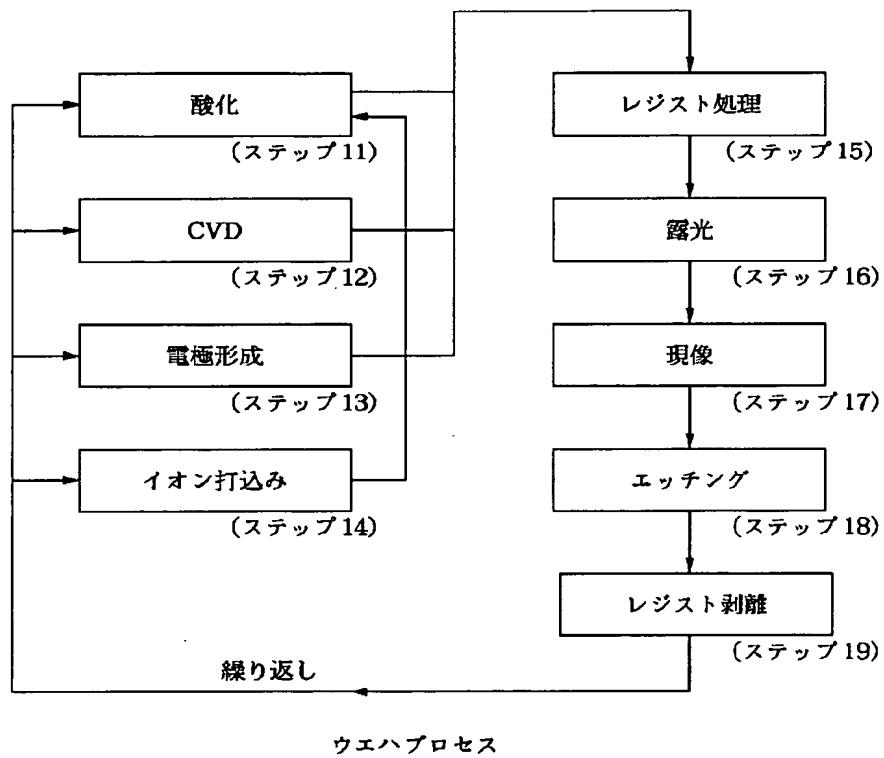 酸化
(ステップ11)
CVD
(ステップ12)
電極形成
(ステップ13)
イオン打込み
(ステップ14)
レジスト処理
(ステップ15)
露光
(ステップ16)
現像
(ステップ17)
エッチング
(ステップ18)
レジスト剥離
(ステップ19)
繰り返し
ウエハプロセス